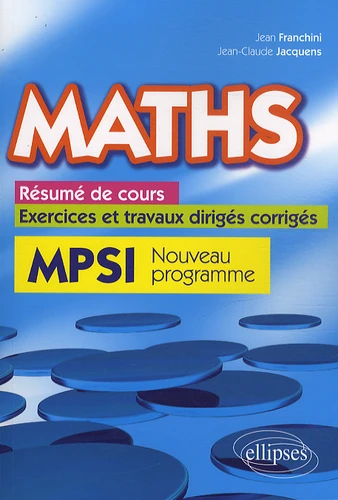 Jean Franchini
Jean-Claude Jacquens
MATHS
Résumé de cours
Exercices et travaux dirigés corrigés
MPSI
Nouveau
programme
ellipses